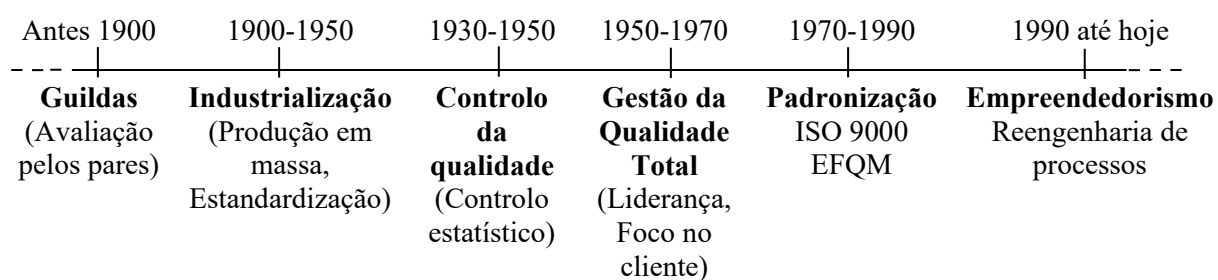 Antes 1900
1900-1950
1930-1950
1950-1970
1970-1990
1990 até hoje
Guildas
(Avaliação
pelos pares)
Industrialização
(Produção em
massa,
Estandardização)
Controlo
da
qualidade
(Controlo
estatístico)
Gestão da
Qualidade
Total
(Liderança,
Foco no
cliente)
Padronização
ISO 9000
EFQM
Empreendedorismo
Reengenharia de
processos